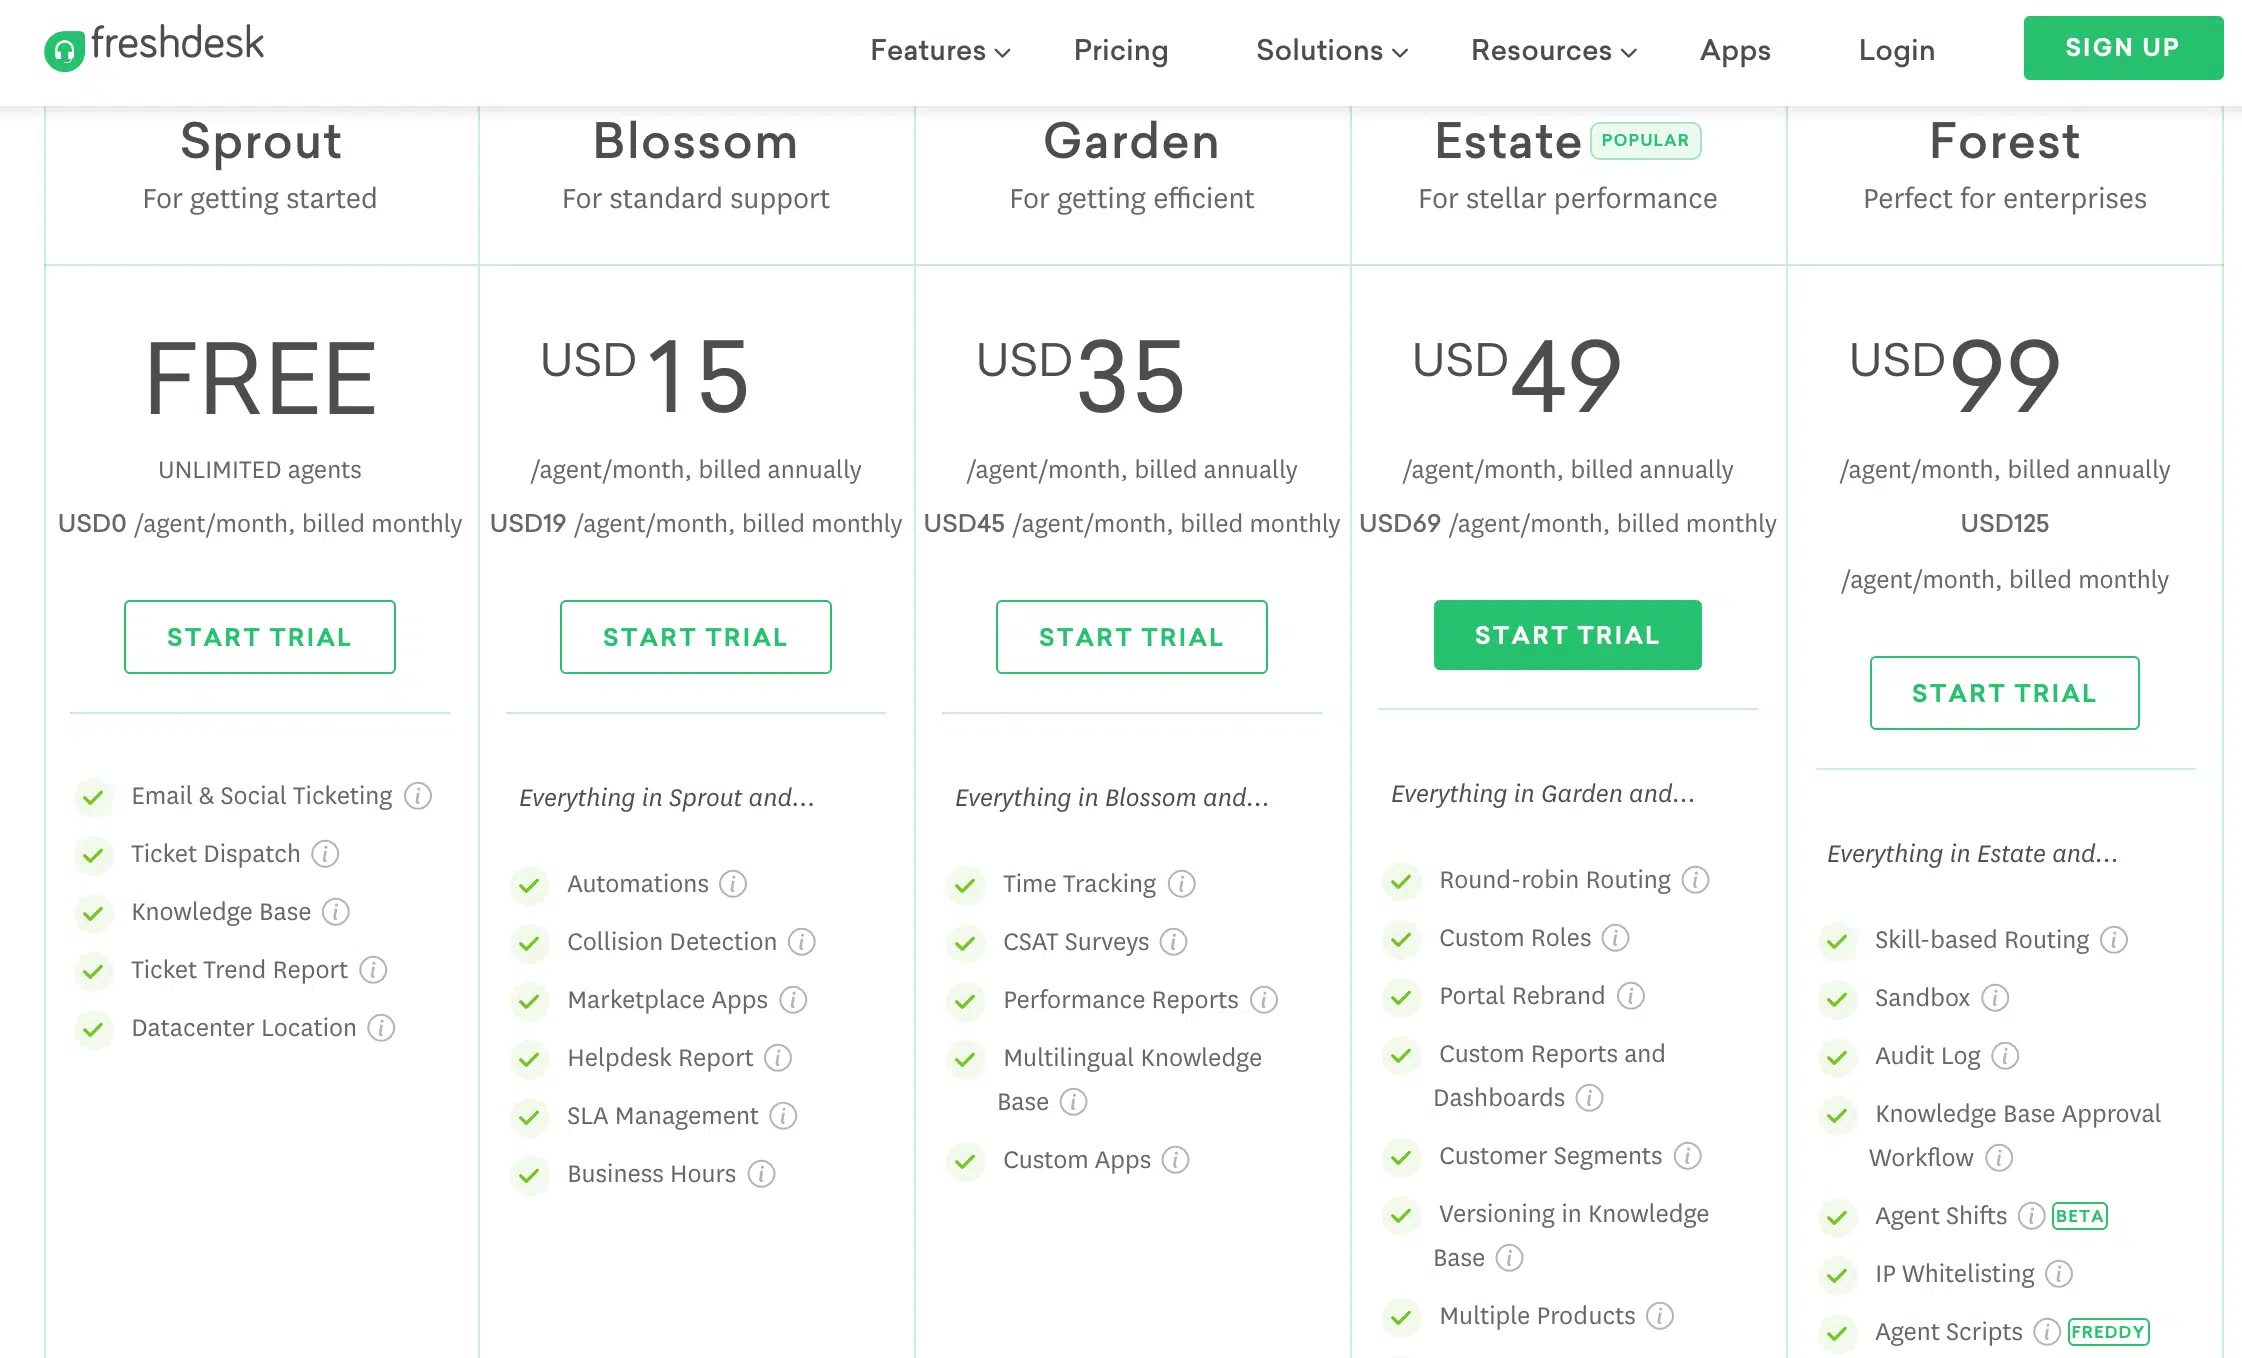 freshdesk
Features
Pricing
Solutions
Resources
Apps
Login
SIGN UP
Sprout
For getting started
FREE
UNLIMITED agents
USD0 /agent/month, billed monthly
START TRIAL
Email & Social Ticketing i
Ticket Dispatch i
Knowledge Base i
Ticket Trend Report i
Datacenter Location i
Blossom
For standard support
USD15
/agent/month, billed annually
USD19 /agent/month, billed monthly
START TRIAL
Everything in Sprout and...
Automations i
Collision Detection i
Marketplace Apps i
Helpdesk Report i
SLA Management i
Business Hours i
Garden
For getting efficient
USD35
/agent/month, billed annually
USD45 /agent/month, billed monthly
START TRIAL
Everything in Blossom and...
Time Tracking i
CSAT Surveys i
Performance Reports i
Multilingual Knowledge
Base i
Custom Apps i
Estate POPULAR
For stellar performance
USD49
/agent/month, billed annually
USD69 /agent/month, billed monthly
START TRIAL
Everything in Garden and...
Round-robin Routing i
Custom Roles i
Portal Rebrand i
Custom Reports and
Dashboards i
Customer Segments i
Versioning in Knowledge
Base i
Multiple Products i
Forest
Perfect for enterprises
USD99
/agent/month, billed annually
USD125
/agent/month, billed monthly
START TRIAL
Everything in Estate and...
Skill-based Routing i
Sandbox i
Audit Log i
Knowledge Base Approval
Workflow i
Agent Shifts i BETA
IP Whitelisting i
Agent Scripts i FREDDY